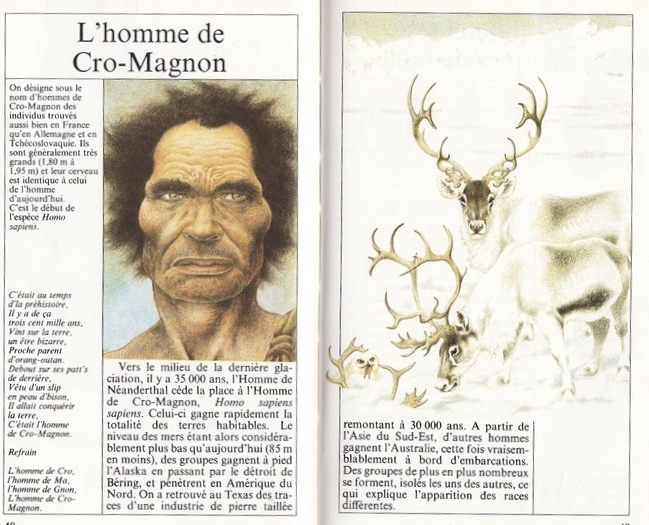 L'homme de
Cro-Magnon
On désigne sous le
nom d'hommes de
Cro-Magnon des
individus trouvés
aussi bien en France
qu'en Allemagne et en
Tchécoslovaquie. Ils
sont généralement très
grands (1,80 m à
1,95 m) et leur cerveau
est identique à celui
de l'homme
d'aujourd'hui.
C'est le début de
l'espèce Homo
sapiens.
C'était au temps
d'la préhistoire,
Il y a de ça
trois cent mille ans,
Vint sur la terre,
un être bizarre,
Proche parent
d'orang-outan.
Debout sur ses patt's
de derrière,
Vêtu d'un slip
en peau d'bison,
Il allait conquérir
la terre,
C'était l'homme
de Cro-Magnon.
Refrain
L'homme de Cro,
l'homme de Ma,
l'homme de Gnon,
L'homme de Cro-
Magnon.
Vers le milieu de la dernière gla-
ciation, il y a 35 000 ans, l'Homme de
Néanderthal cède la place à l'Homme
de Cro-Magnon, Homo sapiens
sapiens. Celui-ci gagne rapidement la
totalité des terres habitables. Le
niveau des mers étant alors considéra-
blement plus bas qu'aujourd'hui (85 m
en moins), des groupes gagnent à pied
l'Alaska en passant par le détroit de
Béring, et pénètrent en Amérique du
Nord. On a retrouvé au Texas des tra-
ces d'une industrie de pierre taillée
remontant à 30 000 ans. A partir de
l'Asie du Sud-Est, d'autres hommes
gagnent l'Australie, cette fois vraisem-
blablement à bord d'embarcations.
Des groupes de plus en plus nombreux
se forment, isolés les uns des autres, ce
qui explique l'apparition des races
différentes.